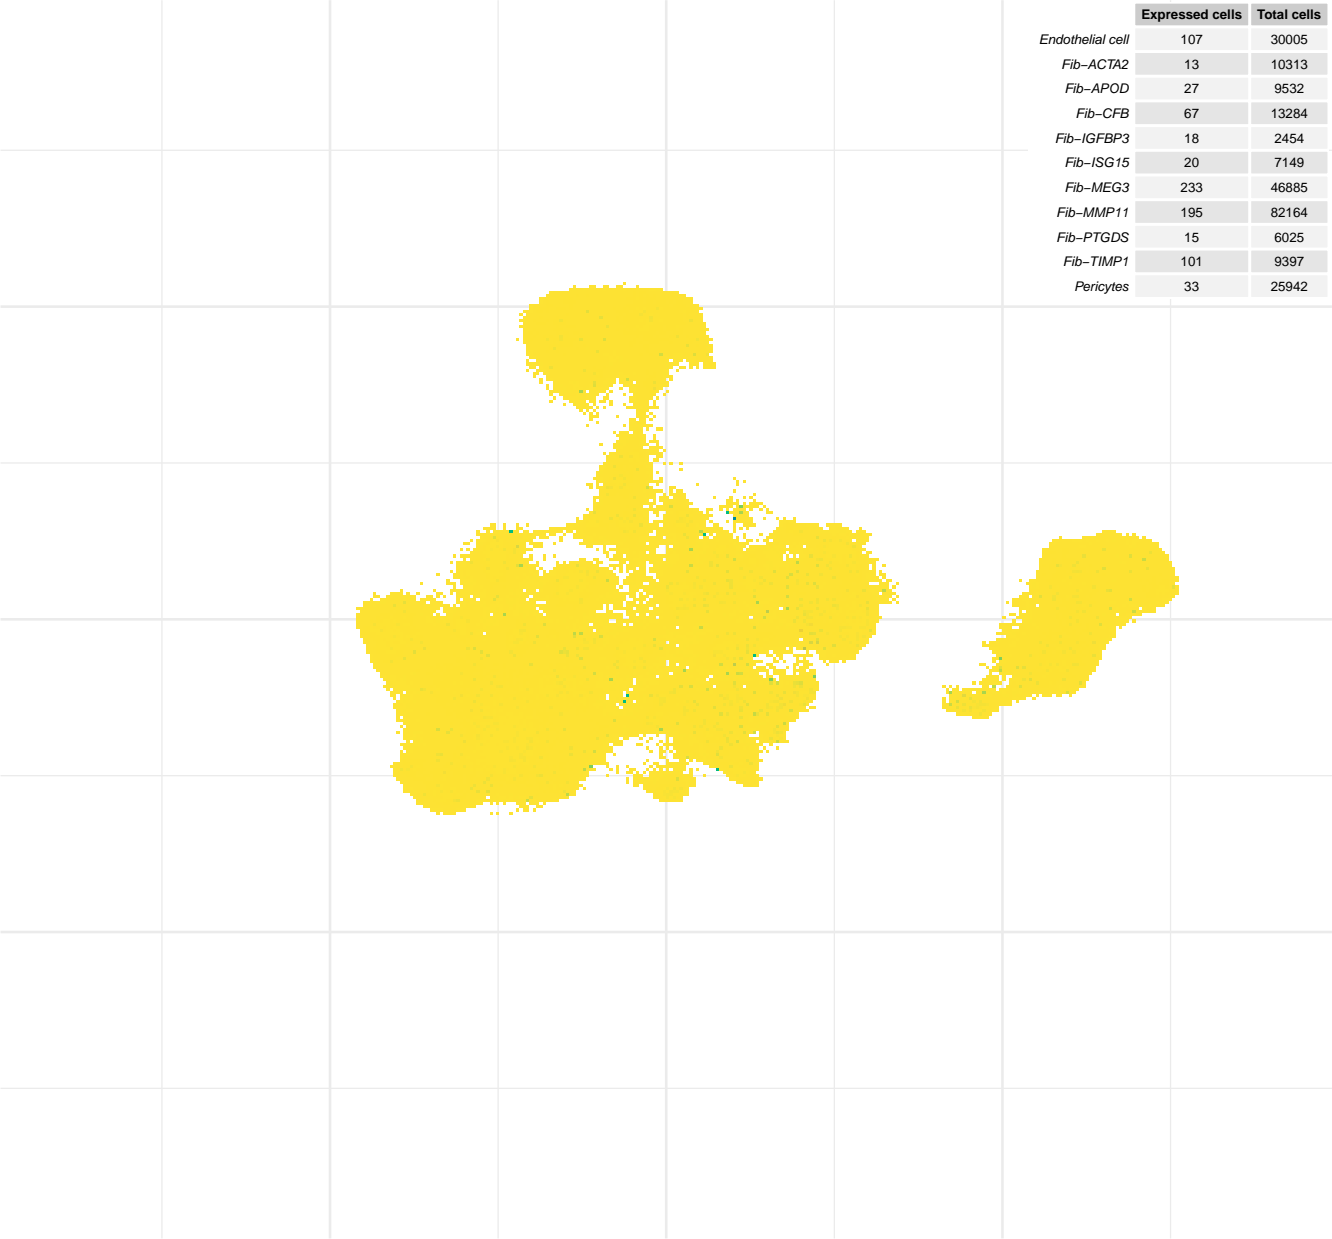 Expressed cells Total cells
Endothelial cell 107 30005
Fib−ACTA2 13 10313
Fib−APOD 27 9532
Fib−CFB 67 13284
Fib−IGFBP3 18 2454
Fib−ISG15 20 7149
Fib−MEG3 233 46885
Fib−MMP11 195 82164
Fib−PTGDS 15 6025
Fib−TIMP1 101 9397
Pericytes 33 25942